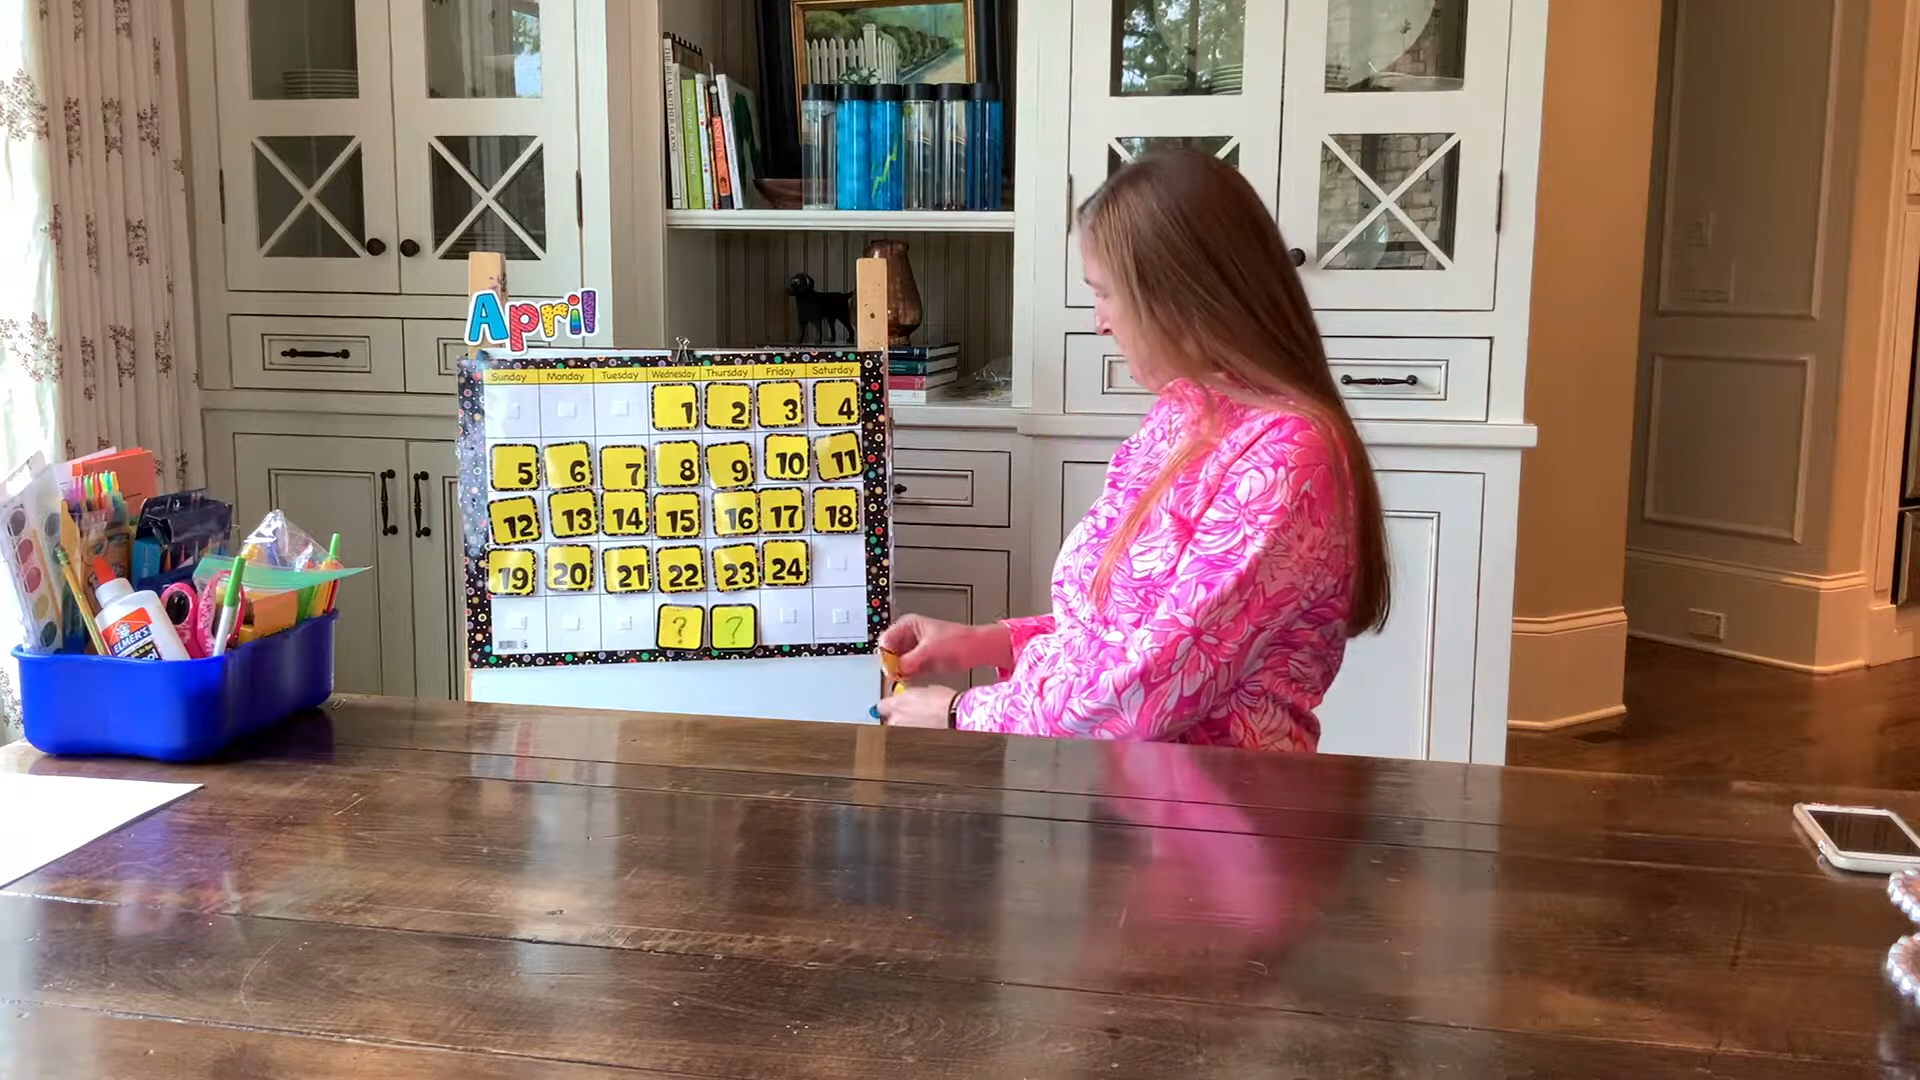 April
Sunday Monday Tuesday Wednesday Thursday Friday Saturday
1 2 3 4
5 6 7 8 9 10 11
12 13 14 15 16 17 18
19 20 21 22 23 24
? ?
ELMER'S